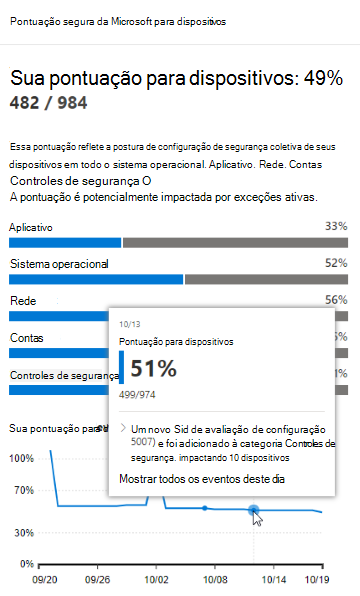 Pontuação segura da Microsoft para dispositivos
Sua pontuação para dispositivos: 49%
482 / 984
Essa pontuação reflete a postura de configuração de segurança coletiva de seus
dispositivos em todo o sistema operacional. Aplicativo. Rede. Contas
Controles de segurança O
A pontuação é potencialmente impactada por exceções ativas.
Aplicativo 33%
Sistema operacional 52%
Rede 56%
Contas
Controles de segurança
10/13
Pontuação para dispositivos
51%
499/974
Um novo Sid de avaliação de configuração
5007) e foi adicionado à categoria Controles de
segurança. impactando 10 dispositivos
Mostrar todos os eventos deste dia
Sua pontuação
100%
70%
30%
0%
09/20 09/26 10/02 10/08 10/14 10/19